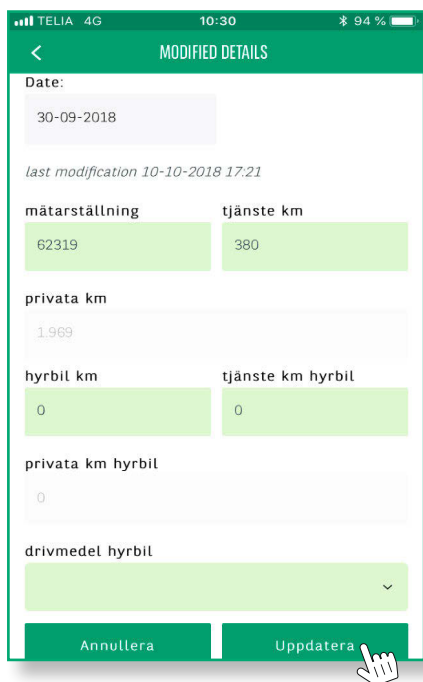 TELIA 4G 10:30 94 %
MODIFIED DETAILS
Date:
30-09-2018
last modification 10-10-2018 17:21
mätarställning tjänste km
62319 380
privata km
1.969
hyrbil km tjänste km hyrbil
0 0
privata km hyrbil
0
drivmedel hyrbil
Annullera Uppdatera